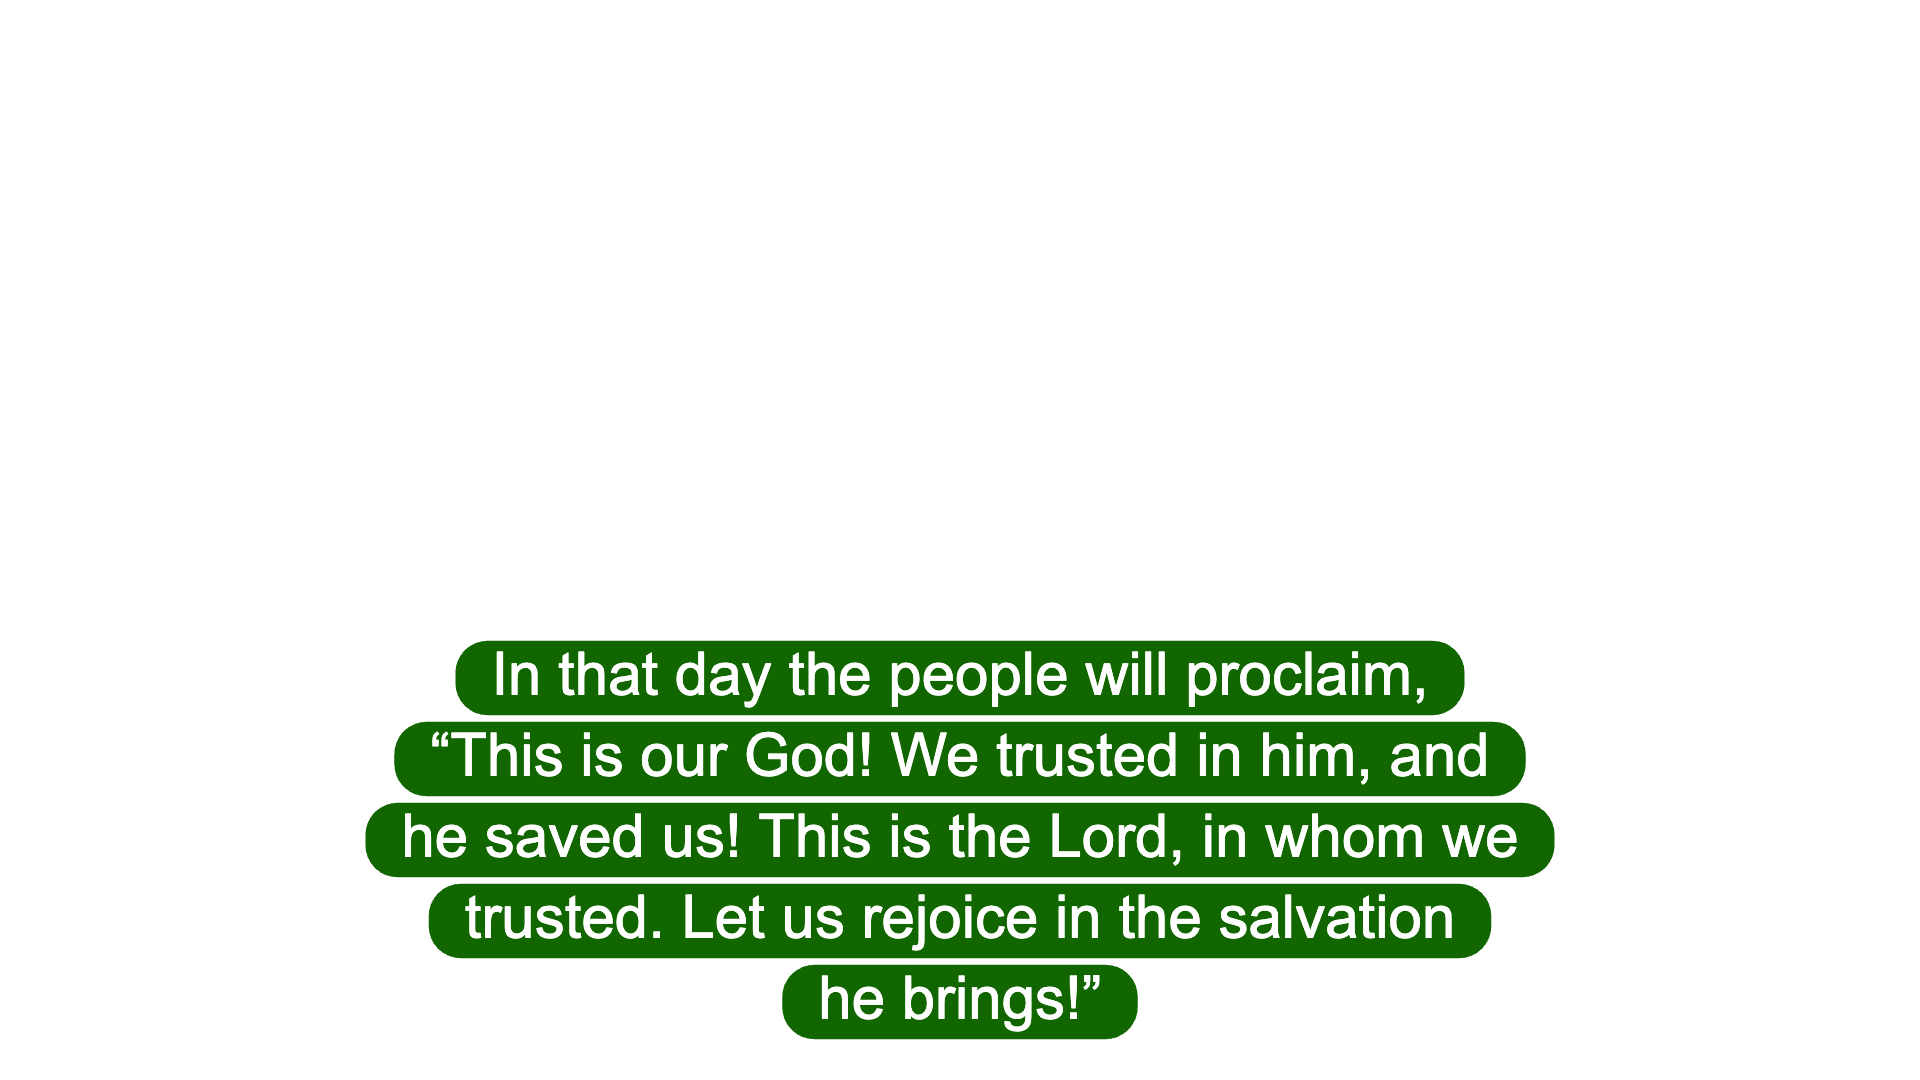 In that day the people will proclaim,
“This is our God! We trusted in him, and
he saved us! This is the Lord, in whom we
trusted. Let us rejoice in the salvation
he brings!”